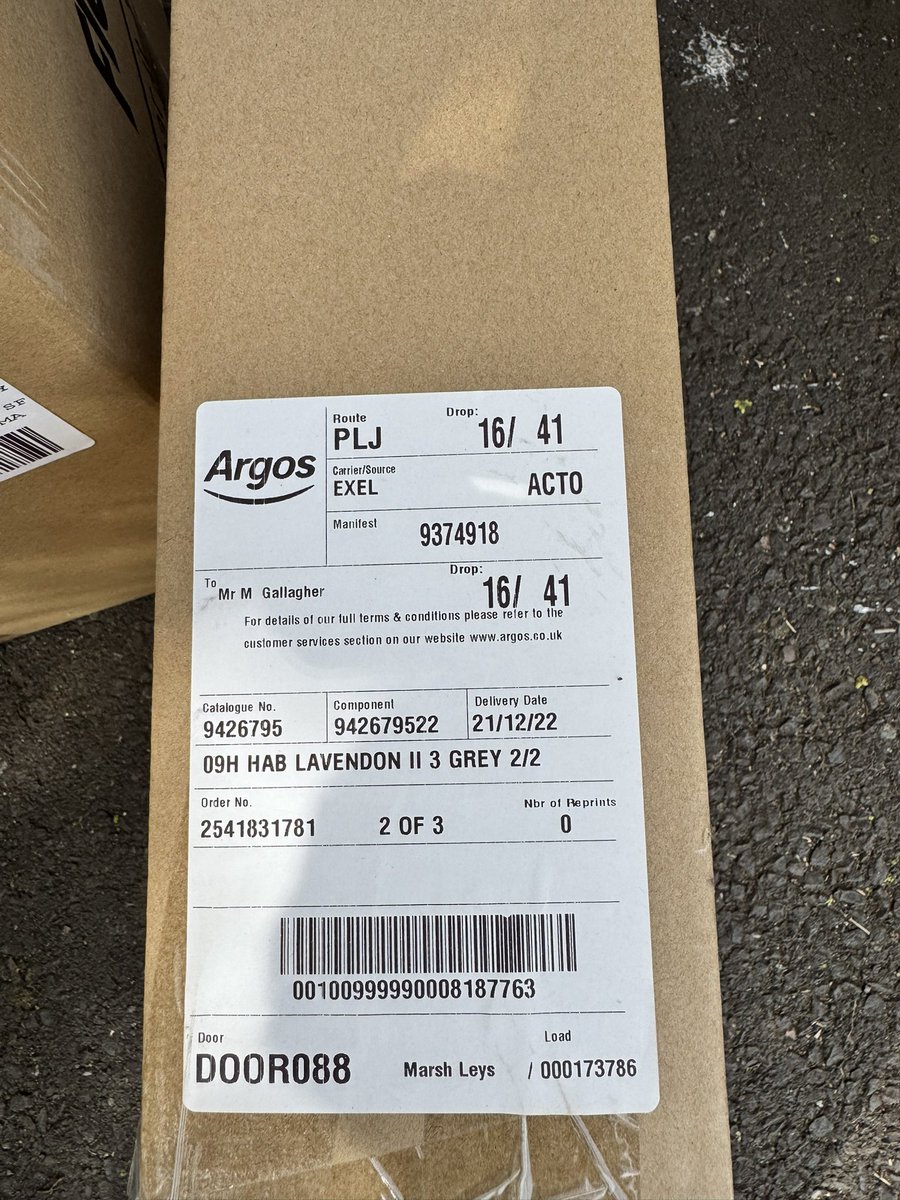 Argos
Route
PLJ
Drop:
16/ 41
Carrier/Source
EXEL
ACTO
Manifest
9374918
To
Mr M Gallagher
Drop:
16/ 41
For details of our full terms & conditions please refer to the
customer services section on our website www.argos.co.uk
Catalogue No.
9426795
Component
942679522
Delivery Date
21/12/22
09H HAB LAVENDON II 3 GREY 2/2
Order No.
2541831781
2 OF 3
Nbr of Reprints
0
00100999990008187763
Door
DOOR088
Marsh Leys
Load
/ 000173786
SF
MA